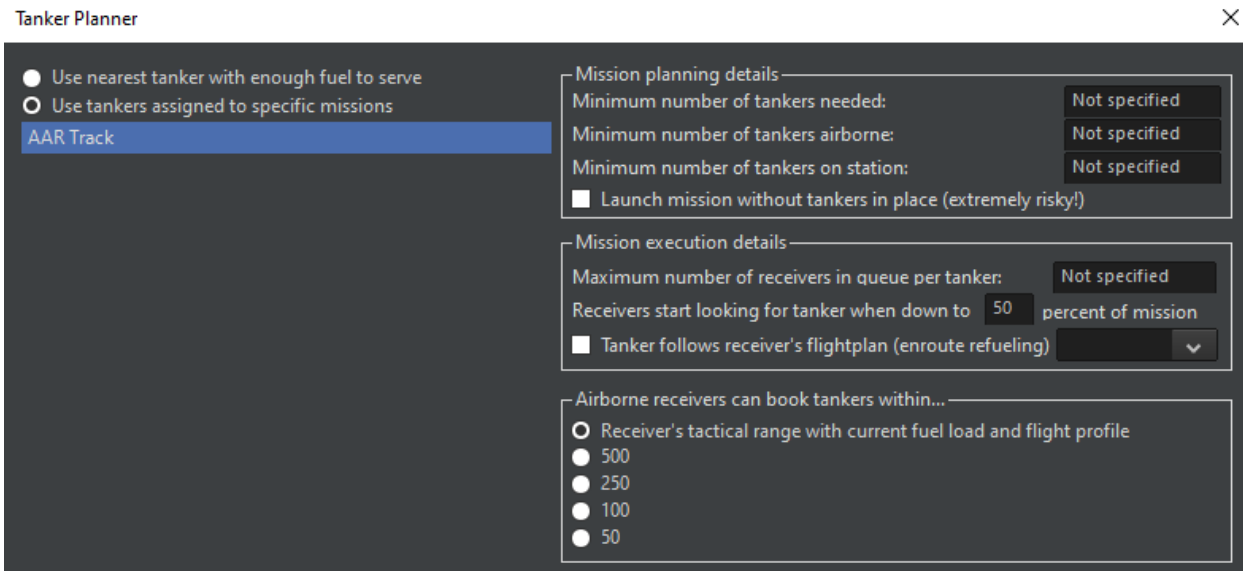 Tanker Planner
Use nearest tanker with enough fuel to serve
Use tankers assigned to specific missions
AAR Track
Mission planning details
Minimum number of tankers needed: Not specified
Minimum number of tankers airborne: Not specified
Minimum number of tankers on station: Not specified
Launch mission without tankers in place (extremely risky!)
Mission execution details
Maximum number of receivers in queue per tanker: Not specified
Receivers start looking for tanker when down to 50 percent of mission
Tanker follows receiver's flightplan (enroute refueling)
Airborne receivers can book tankers within...
Receiver's tactical range with current fuel load and flight profile
500
250
100
50